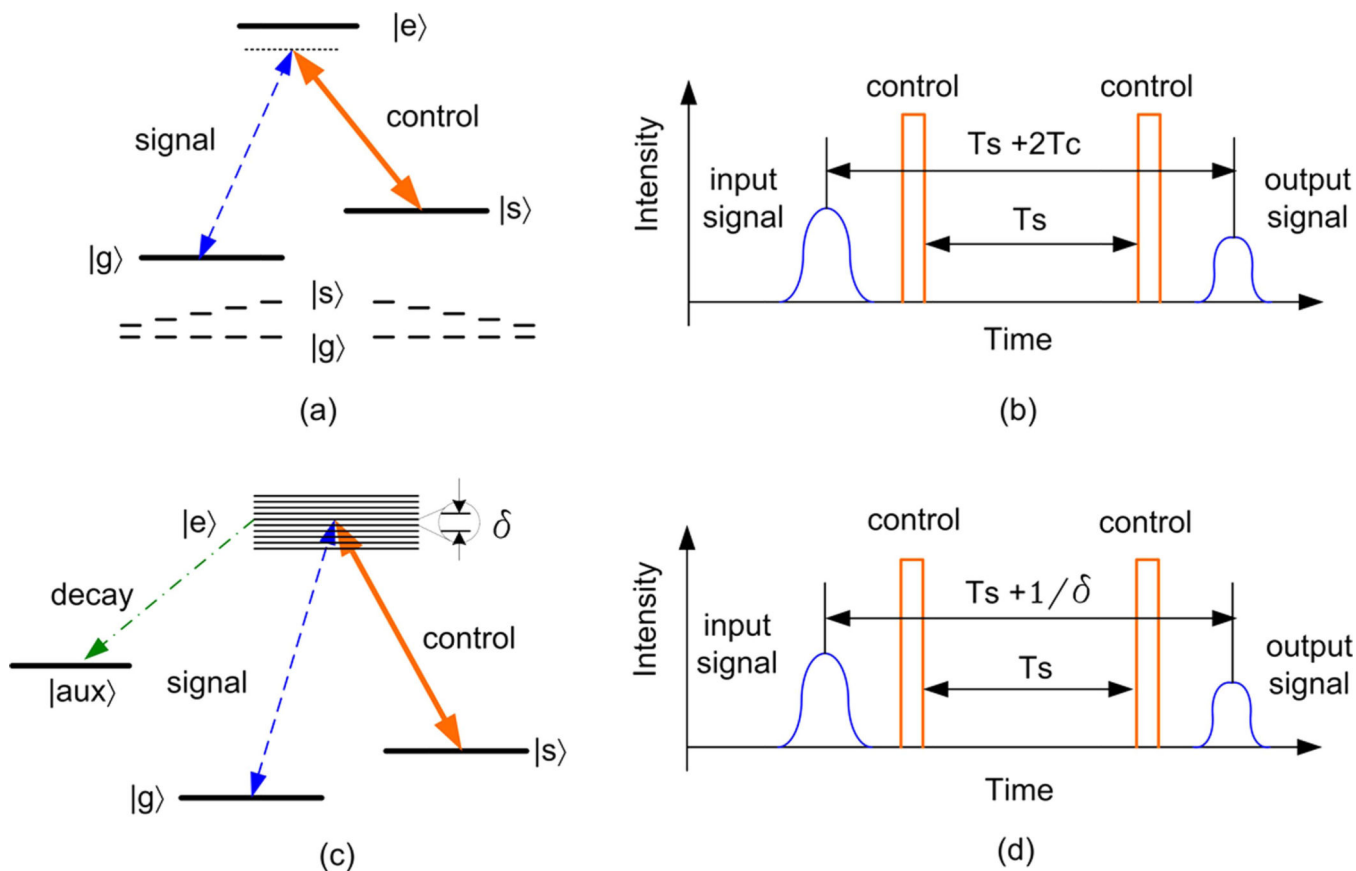 |e⟩
signal
control
|s⟩
|g⟩
|s⟩
|g⟩
(a)
Intensity
control
control
Ts +2Tc
input
signal
output
signal
Ts
Time
(b)
|e⟩
δ
decay
control
|aux⟩
signal
|s⟩
|g⟩
(c)
Intensity
control
control
Ts +1/δ
input
signal
output
signal
Ts
Time
(d)